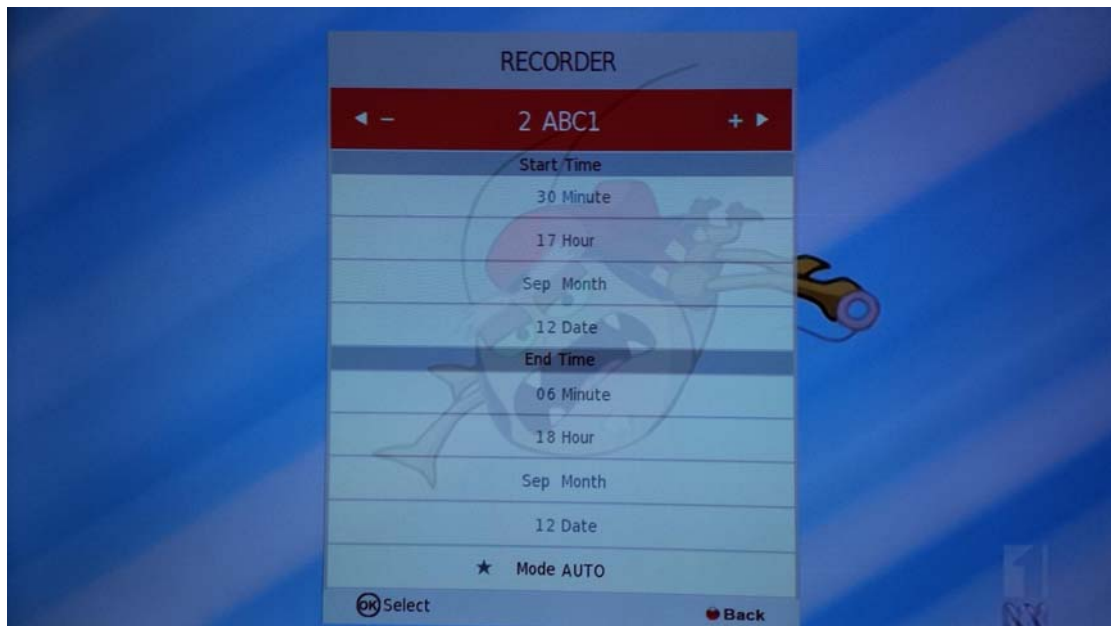 RECORDER
◄ − 2 ABC1 + ►
Start Time
30 Minute
17 Hour
Sep Month
12 Date
End Time
06 Minute
18 Hour
Sep Month
12 Date
★ Mode AUTO
OK Select
Back
1